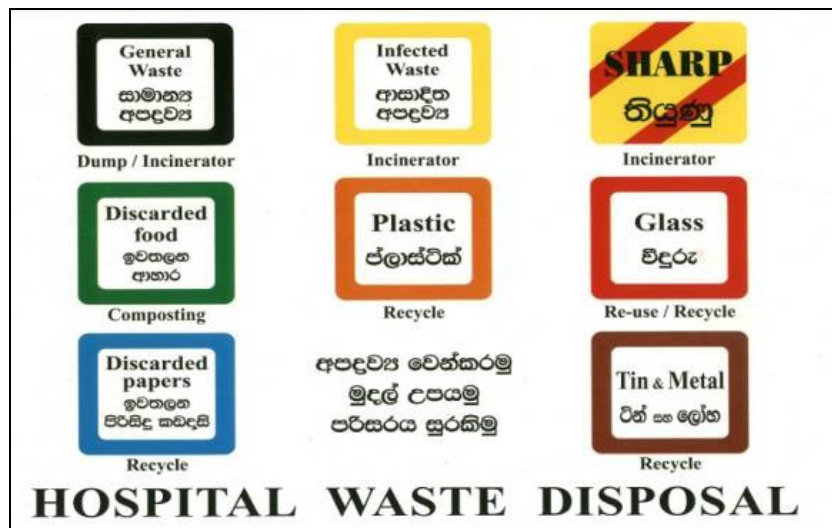 General
Waste
සාමාන්‍ය
අපද්‍රව්‍ය
Dump / Incinerator
Infected
Waste
ආසාදිත
අපද්‍රව්‍ය
Incinerator
SHARP
තියුණු
Incinerator
Discarded
food
ඉවතලන
ආහාර
Composting
Plastic
ප්ලාස්ටික්
Recycle
Glass
වීදුරු
Re-use / Recycle
Discarded
papers
ඉවතලන
පිරිසිදු කඩදාසි
Recycle
අපද්‍රව්‍ය වෙන්කරමු
මුදල් උපයමු
පරිසරය සුරකිමු
Tin & Metal
ටින් සහ ලෝහ
Recycle
HOSPITAL WASTE DISPOSAL